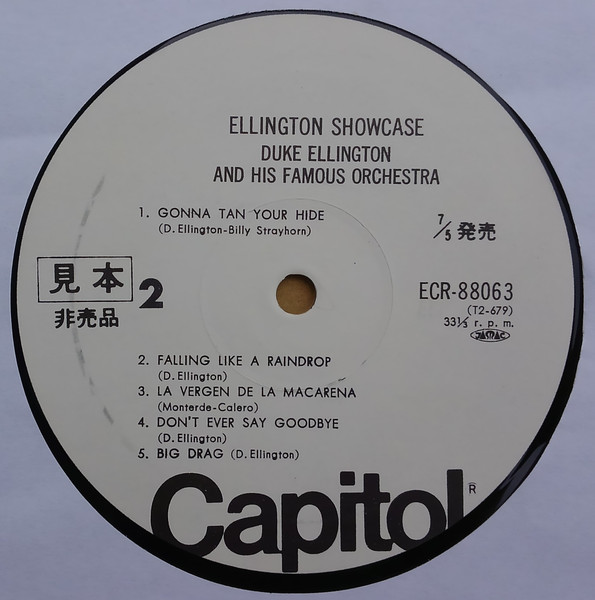 ELLINGTON SHOWCASE
DUKE ELLINGTON
AND HIS FAMOUS ORCHESTRA
1. GONNA TAN YOUR HIDE
(D. Ellington-Billy Strayhorn)
7/5 発売
見本
2
非売品
ECR-88063
(T2-679)
33⅓ r. p. m.
JASRAC
2. FALLING LIKE A RAINDROP
(D. Ellington)
3. LA VERGEN DE LA MACARENA
(Monterde-Calero)
4. DON'T EVER SAY GOODBYE
(D. Ellington)
5. BIG DRAG (D. Ellington)
Capitol
R